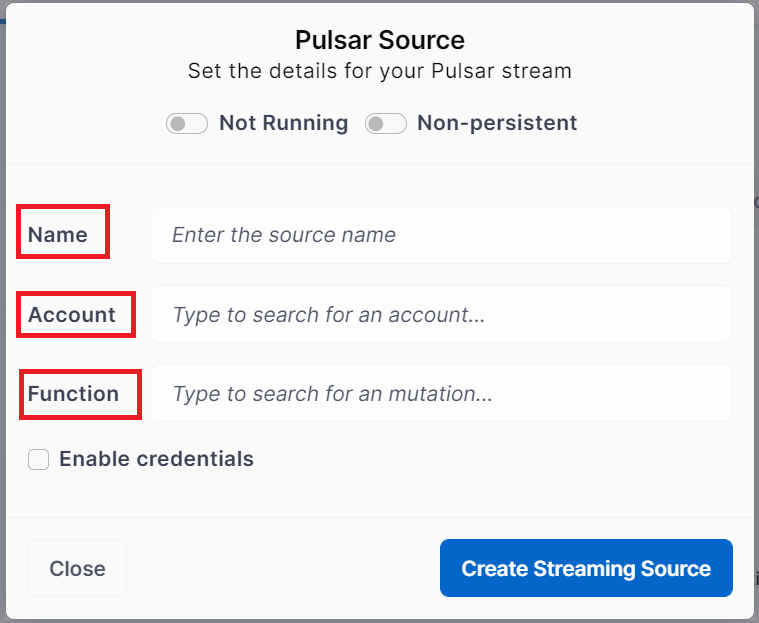 Pulsar Source
Set the details for your Pulsar stream
Not Running Non-persistent
Name Enter the source name
Account Type to search for an account...
Function Type to search for an mutation...
Enable credentials
Close Create Streaming Source